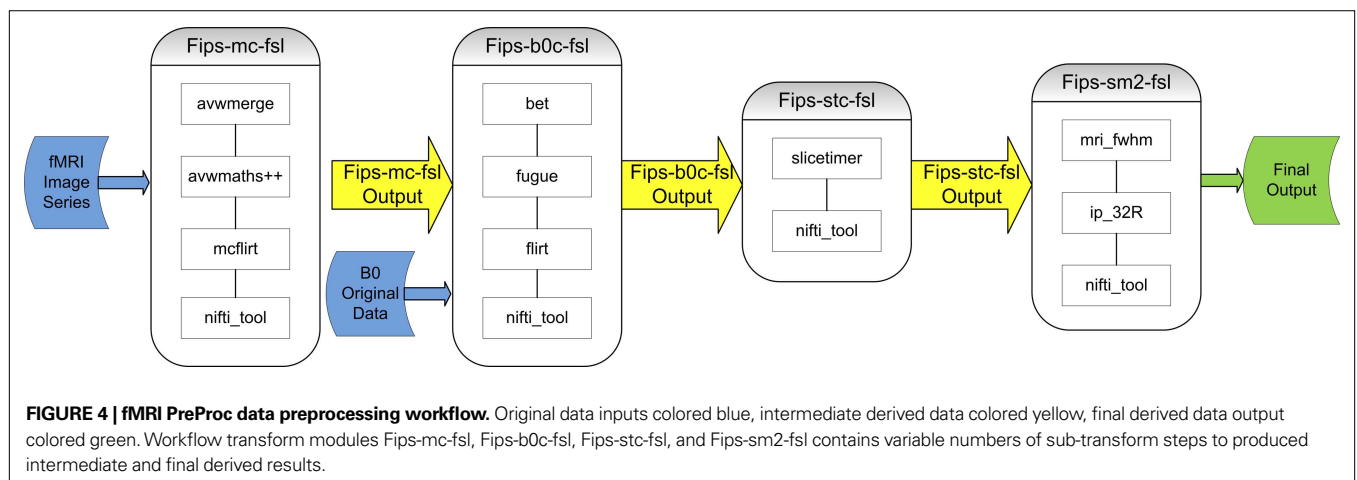 Fips-mc-fsl
avwmerge
avwmaths++
mcflirt
nifti_tool
fMRI
Image
Series
Fips-mc-fsl
Output
B0
Original
Data
Fips-b0c-fsl
bet
fugue
flirt
nifti_tool
Fips-b0c-fsl
Output
Fips-stc-fsl
slicetimer
nifti_tool
Fips-stc-fsl
Output
Fips-sm2-fsl
mri_fwhm
ip_32R
nifti_tool
Final
Output
FIGURE 4 | fMRI PreProc data preprocessing workflow. Original data inputs colored blue, intermediate derived data colored yellow, final derived data output
colored green. Workflow transform modules Fips-mc-fsl, Fips-b0c-fsl, Fips-stc-fsl, and Fips-sm2-fsl contains variable numbers of sub-transform steps to produced
intermediate and final derived results.